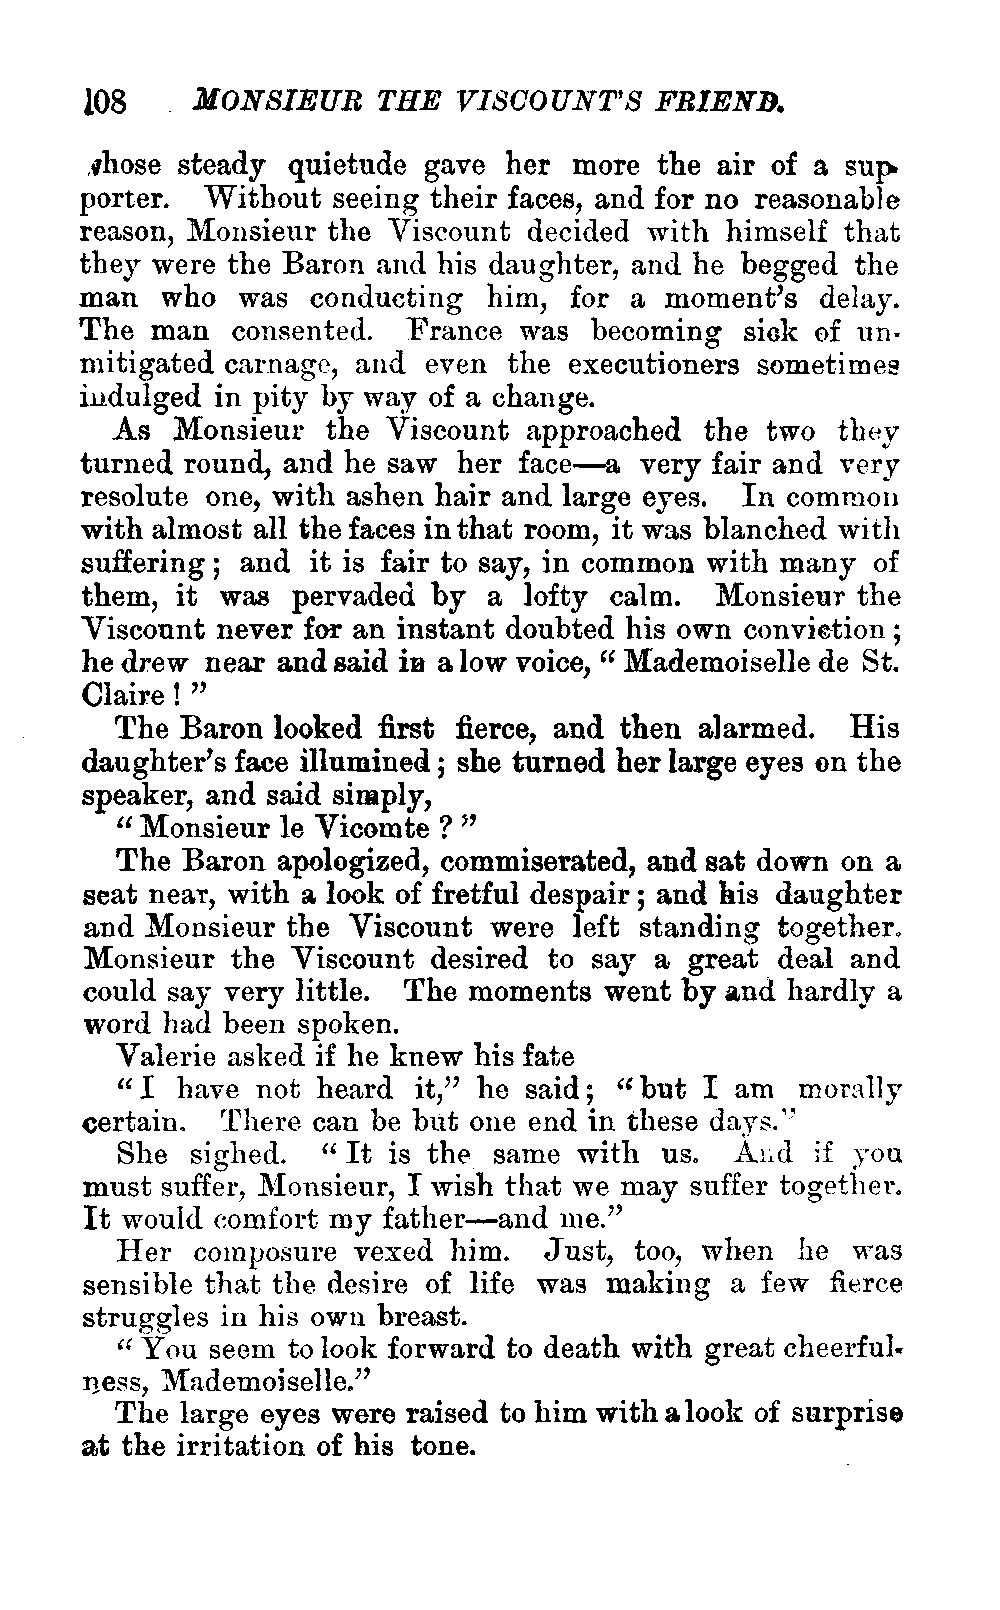 108 MONSIEUR THE VISCOUNT'S FRIEND.
whose steady quietude gave her more the air of a sup-
porter. Without seeing their faces, and for no reasonable
reason, Monsieur the Viscount decided with himself that
they were the Baron and his daughter, and he begged the
man who was conducting him, for a moment's delay.
The man consented. France was becoming sick of un-
mitigated carnage, and even the executioners sometimes
indulged in pity by way of a change.
As Monsieur the Viscount approached the two they
turned round, and he saw her face—a very fair and very
resolute one, with ashen hair and large eyes. In common
with almost all the faces in that room, it was blanched with
suffering; and it is fair to say, in common with many of
them, it was pervaded by a lofty calm. Monsieur the
Viscount never for an instant doubted his own conviction;
he drew near and said in a low voice, "Mademoiselle de St.
Claire!"
The Baron looked first fierce, and then alarmed. His
daughter's face illumined; she turned her large eyes on the
speaker, and said simply,
"Monsieur le Vicomte?"
The Baron apologized, commiserated, and sat down on a
seat near, with a look of fretful despair; and his daughter
and Monsieur the Viscount were left standing together.
Monsieur the Viscount desired to say a great deal and
could say very little. The moments went by and hardly a
word had been spoken.
Valerie asked if he knew his fate
"I have not heard it," he said; "but I am morally
certain. There can be but one end in these days."
She sighed. "It is the same with us. And if you
must suffer, Monsieur, I wish that we may suffer together.
It would comfort my father—and me."
Her composure vexed him. Just, too, when he was
sensible that the desire of life was making a few fierce
struggles in his own breast.
"You seem to look forward to death with great cheerful-
ness, Mademoiselle."
The large eyes were raised to him with a look of surprise
at the irritation of his tone.